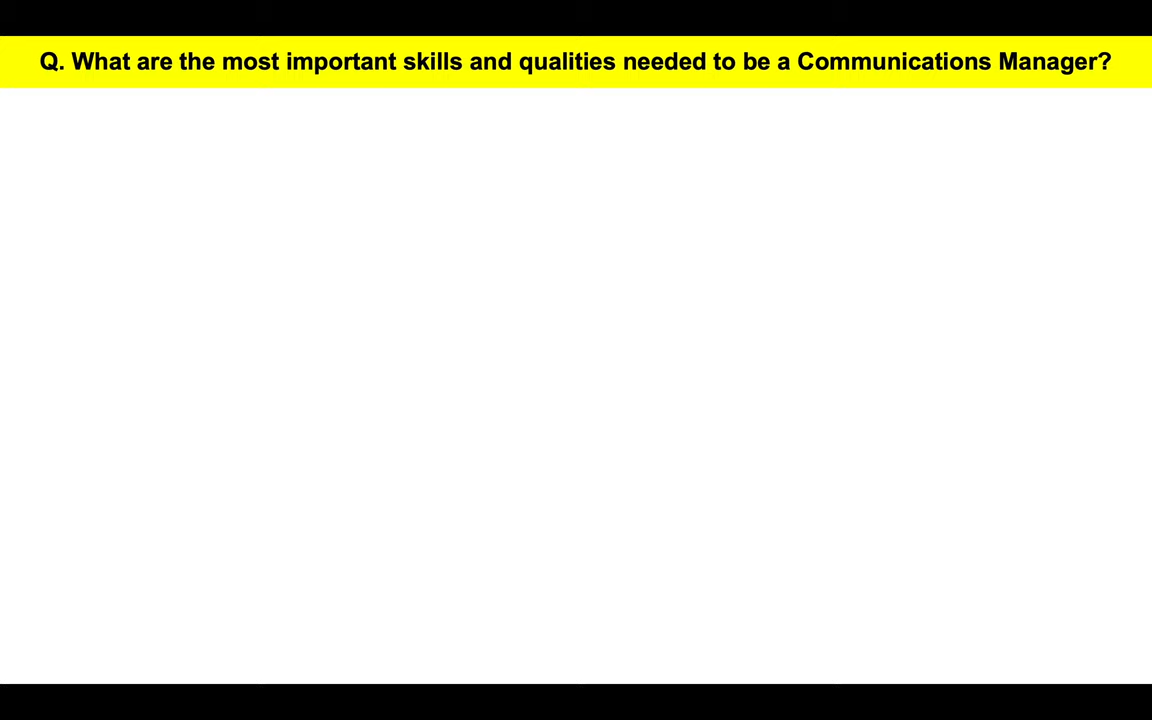 Q. What are the most important skills and qualities needed to be a Communications Manager?